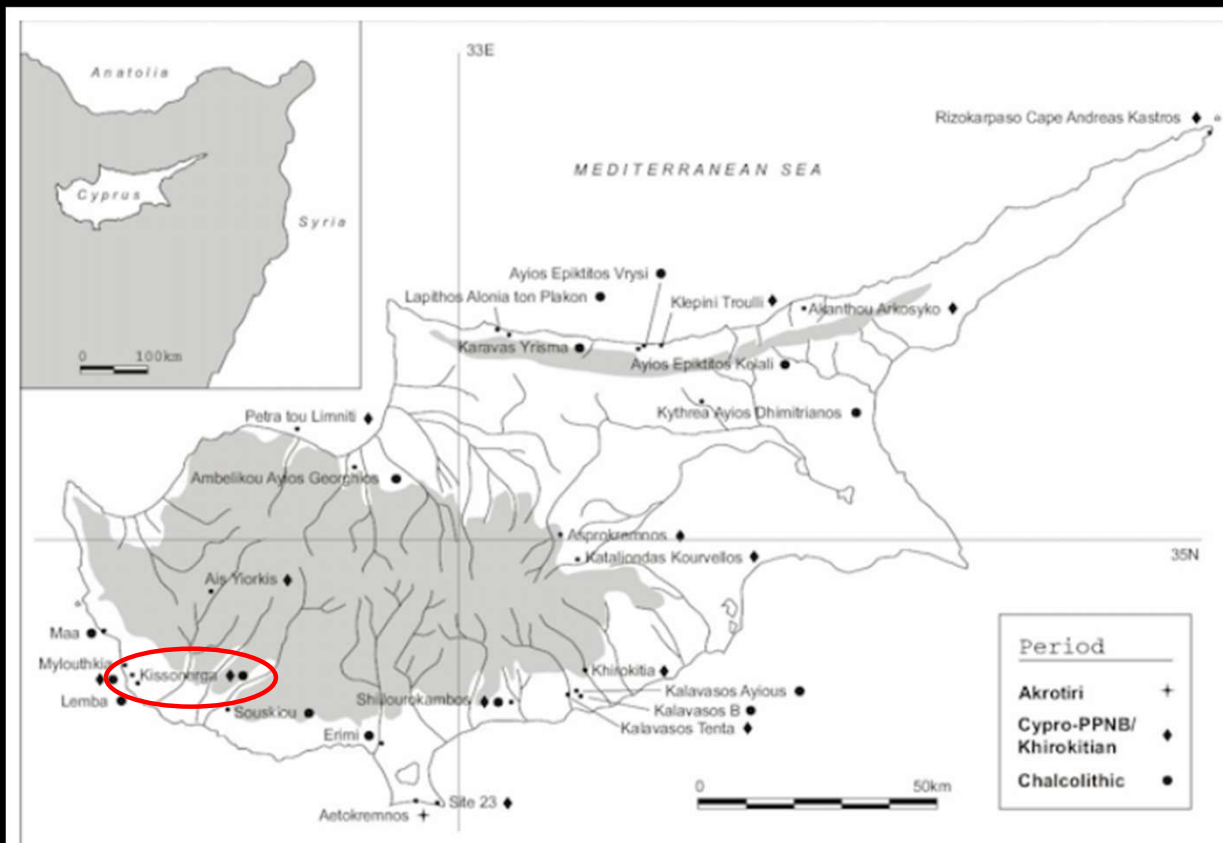 Anatolia
Cyprus
Syria
0 100km
33E
MEDITERRANEAN SEA
Rizokarpaso Cape Andreas Kastros
Ayios Epiktitos Vrysi
Lapithos Alonia ton Plakon
Klepini Troulli
Akanthou Arkosyko
Karavas Yrisma
Ayios Epiktitos Koiali
Kythrea Ayios Dhimitrianos
Petra tou Limniti
Ambelikou Ayios Georghios
Asprokremnos
Kataliondas Kourvellos
35N
Ais Yiorkis
Maa
Mylouthkia
Kissonerga
Lemba
Souskiou
Khirokitia
Shillourokambos
Kalavasos Ayious
Kalavasos B
Kalavasos Tenta
Erimi
Site 23
Aetokremnos
0 50km
Period
Akrotiri
Cypro-PPNB/
Khirokitian
Chalcolithic